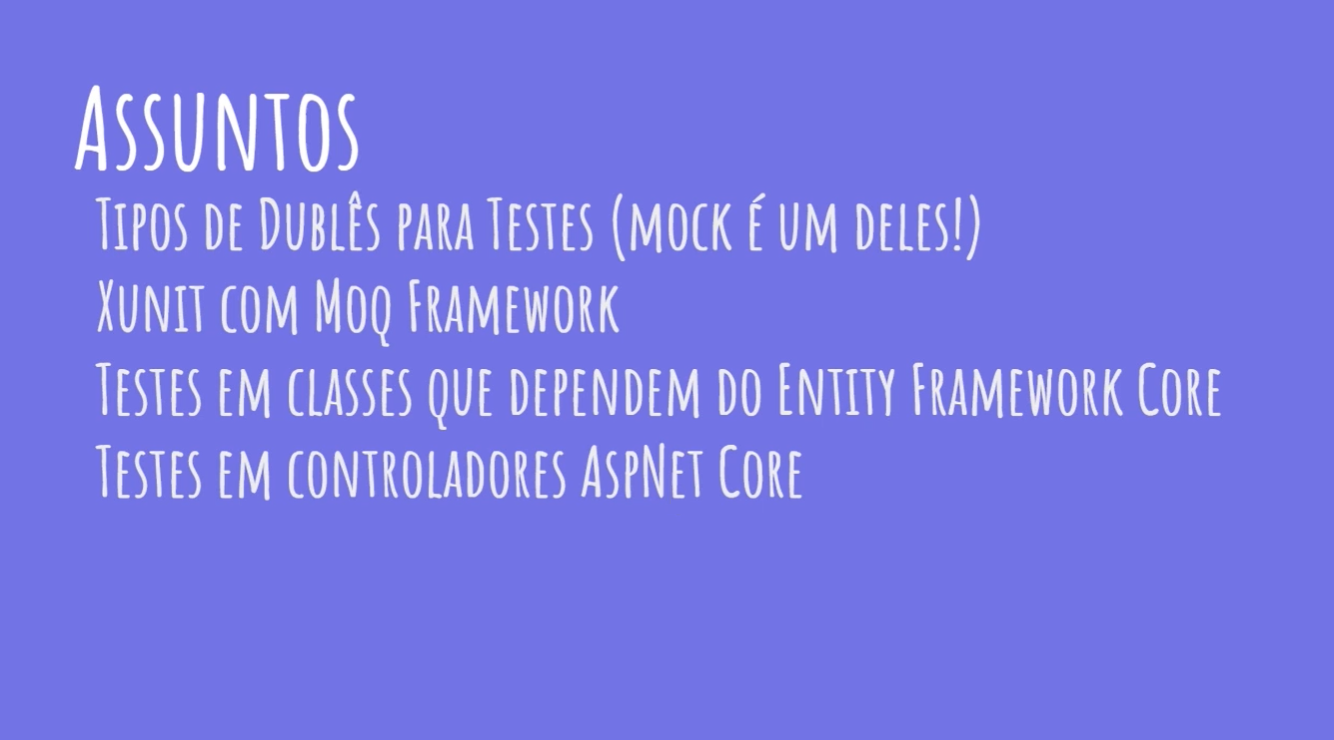 Assuntos
Tipos de Dublês para Testes (mock é um deles!)
Xunit com Moq Framework
Testes em classes que dependem do Entity Framework Core
Testes em controladores AspNet Core